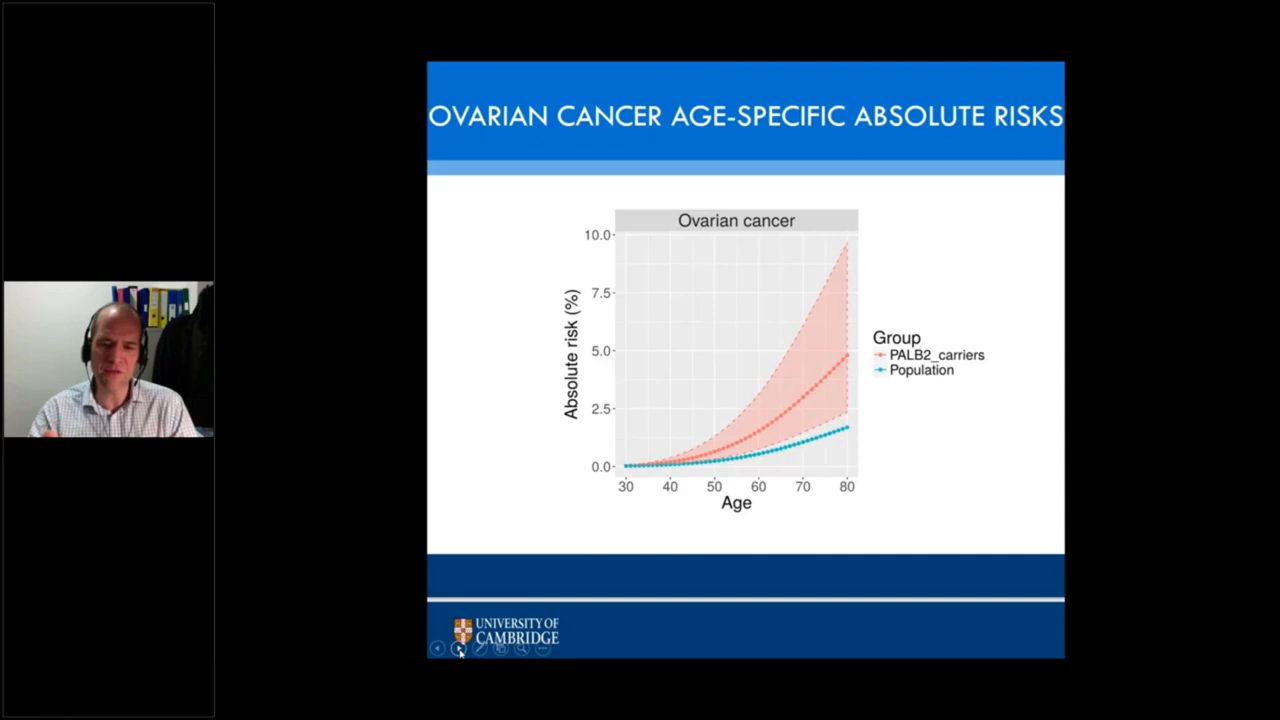 OVARIAN CANCER AGE-SPECIFIC ABSOLUTE RISKS
Ovarian cancer
10.0
7.5
5.0
2.5
0.0
Absolute risk (%)
30 40 50 60 70 80
Age
Group
PALB2_carriers
Population
UNIVERSITY OF
CAMBRIDGE